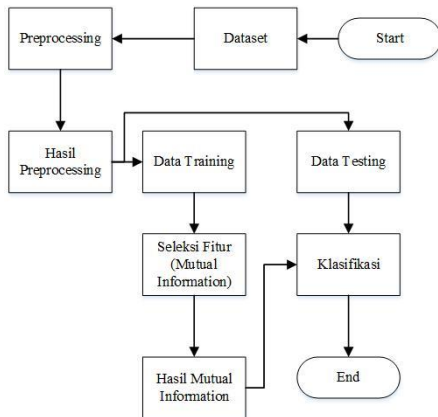 Preprocessing
Dataset
Start
Hasil
Preprocessing
Data Training
Data Testing
Seleksi Fitur
(Mutual
Information)
Klasifikasi
Hasil Mutual
Information
End